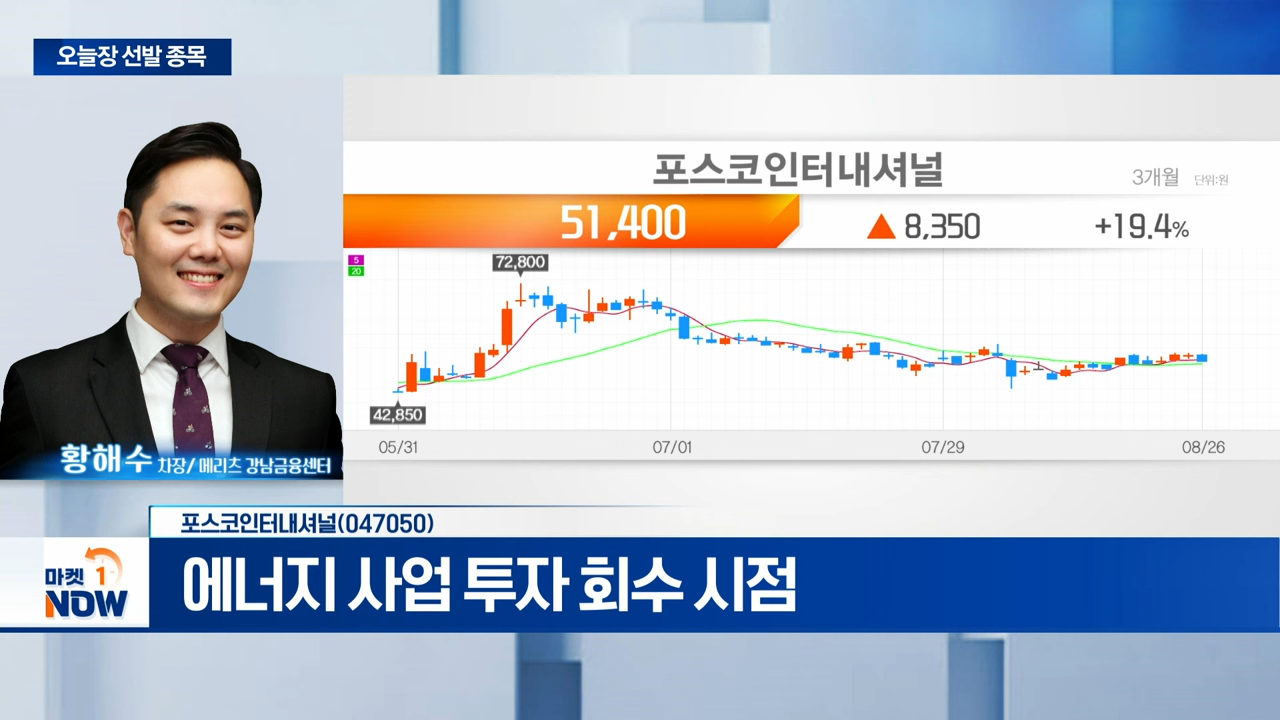 오늘장 선발 종목
포스코인터내셔널
3개월 단위:원
51,400 ▲ 8,350 +19.4%
5
20
72,800
42,850
05/31 07/01 07/29 08/26
황해수 차장/ 메리츠 강남금융센터
포스코인터내셔널(047050)
마켓 1
NOW
에너지 사업 투자 회수 시점